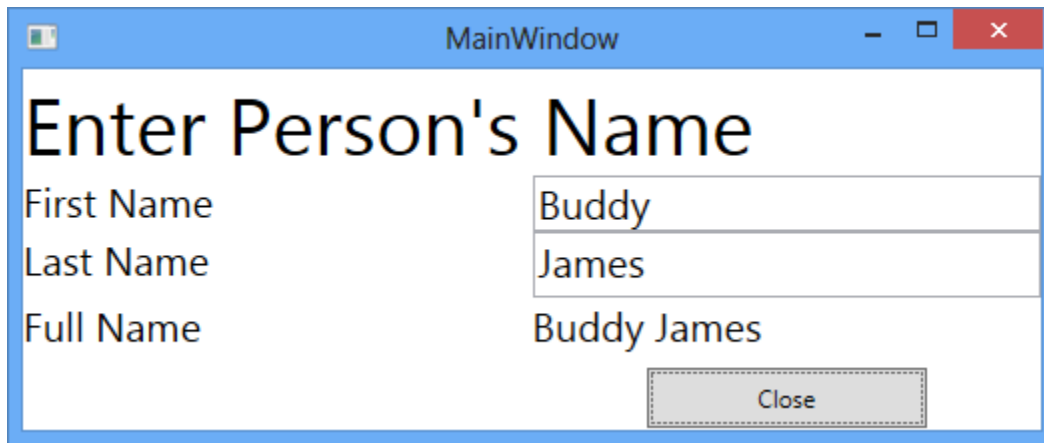 MainWindow
Enter Person's Name
First Name Buddy
Last Name James
Full Name Buddy James
Close